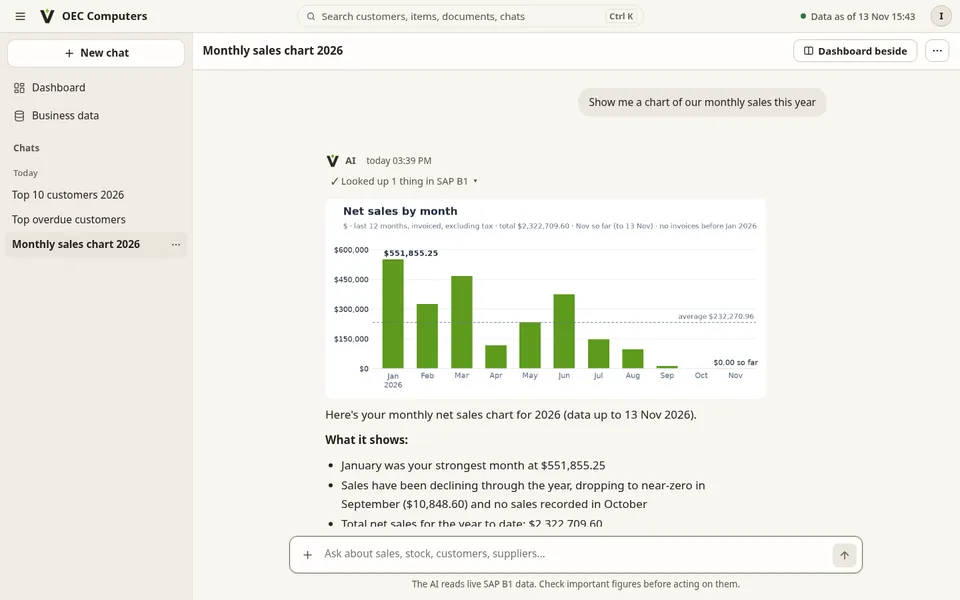 OEC Computers
Search customers, items, documents, chats
Ctrl K
Data as of 13 Nov 15:43
I
+ New chat
Dashboard
Business data
Chats
Today
Top 10 customers 2026
Top overdue customers
Monthly sales chart 2026 ...
Monthly sales chart 2026
Dashboard beside
...
Show me a chart of our monthly sales this year
AI today 03:39 PM
✓ Looked up 1 thing in SAP B1 ▾
Net sales by month
$ · last 12 months, invoiced, excluding tax · total $2,322,709.60 · Nov so far (to 13 Nov) · no invoices before Jan 2026
$600,000
$551,855.25
$450,000
$300,000
average $232,270.96
$150,000
$0.00 so far
$0
Jan Feb Mar Apr May Jun Jul Aug Sep Oct Nov
2026
Here's your monthly net sales chart for 2026 (data up to 13 Nov 2026).
What it shows:
• January was your strongest month at $551,855.25
• Sales have been declining through the year, dropping to near-zero in
September ($10,848.60) and no sales recorded in October
• Total net sales for the year to date: $2,322,709.60
+ Ask about sales, stock, customers, suppliers...
The AI reads live SAP B1 data. Check important figures before acting on them.